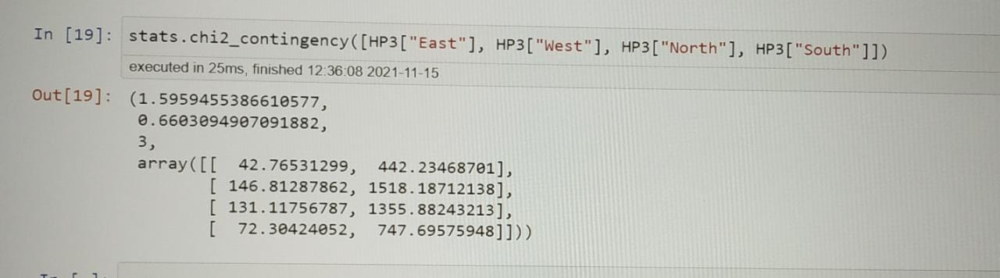 In [19]: stats.chi2_contingency([HP3["East"], HP3["West"], HP3["North"], HP3["South"]])
executed in 25ms, finished 12:36:08 2021-11-15
Out[19]: (1.5959455386610577,
0.6603094907091882,
3,
array([[ 42.76531299, 442.23468701],
[ 146.81287862, 1518.18712138],
[ 131.11756787, 1355.88243213],
[ 72.30424052, 747.69575948]]))
In [ ]: